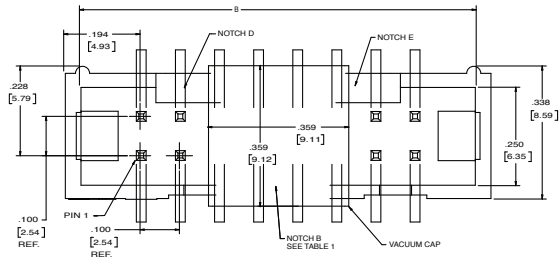 B
.194
[4.93]
NOTCH D
NOTCH E
.228
[5.79]
.338
[8.59]
.359
[9.11]
.250
[6.35]
.359
[9.12]
.100
[2.54]
REF.
PIN 1
.100
[2.54]
REF.
NOTCH B
SEE TABLE 1
VACUUM CAP